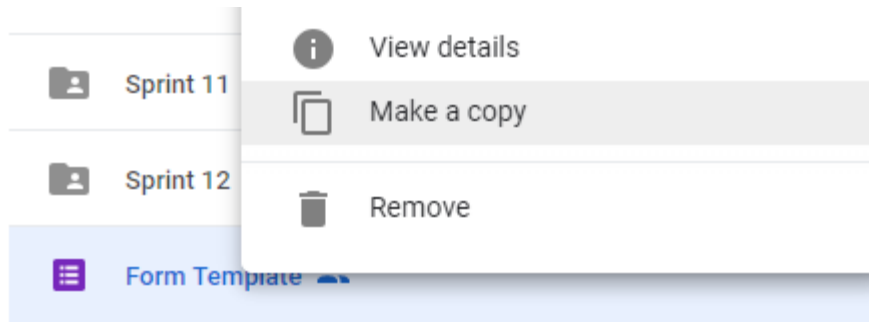 View details
Sprint 11
Make a copy
Sprint 12
Remove
Form Template